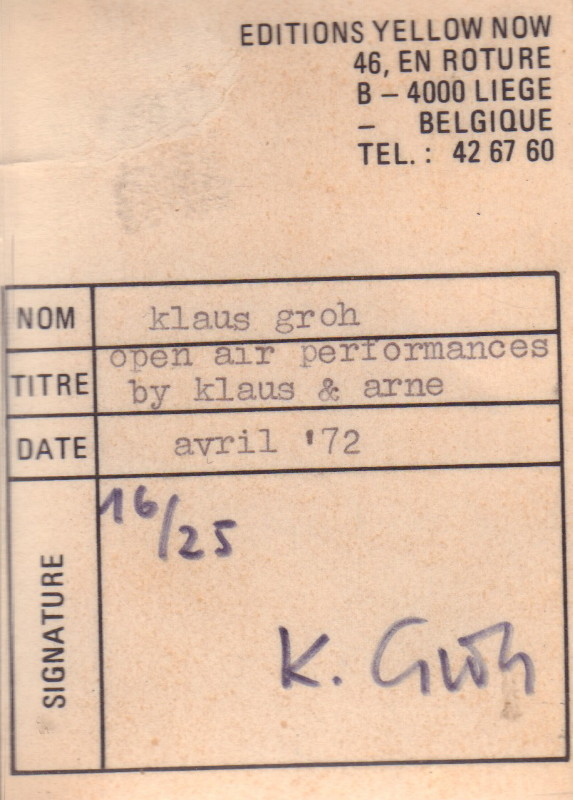 EDITIONS YELLOW NOW
46, EN ROTURE
B – 4000 LIEGE
– BELGIQUE
TEL. : 42 67 60
NOM klaus groh
TITRE open air performances
by klaus & arne
DATE avril '72
SIGNATURE 16/25
K. Groh